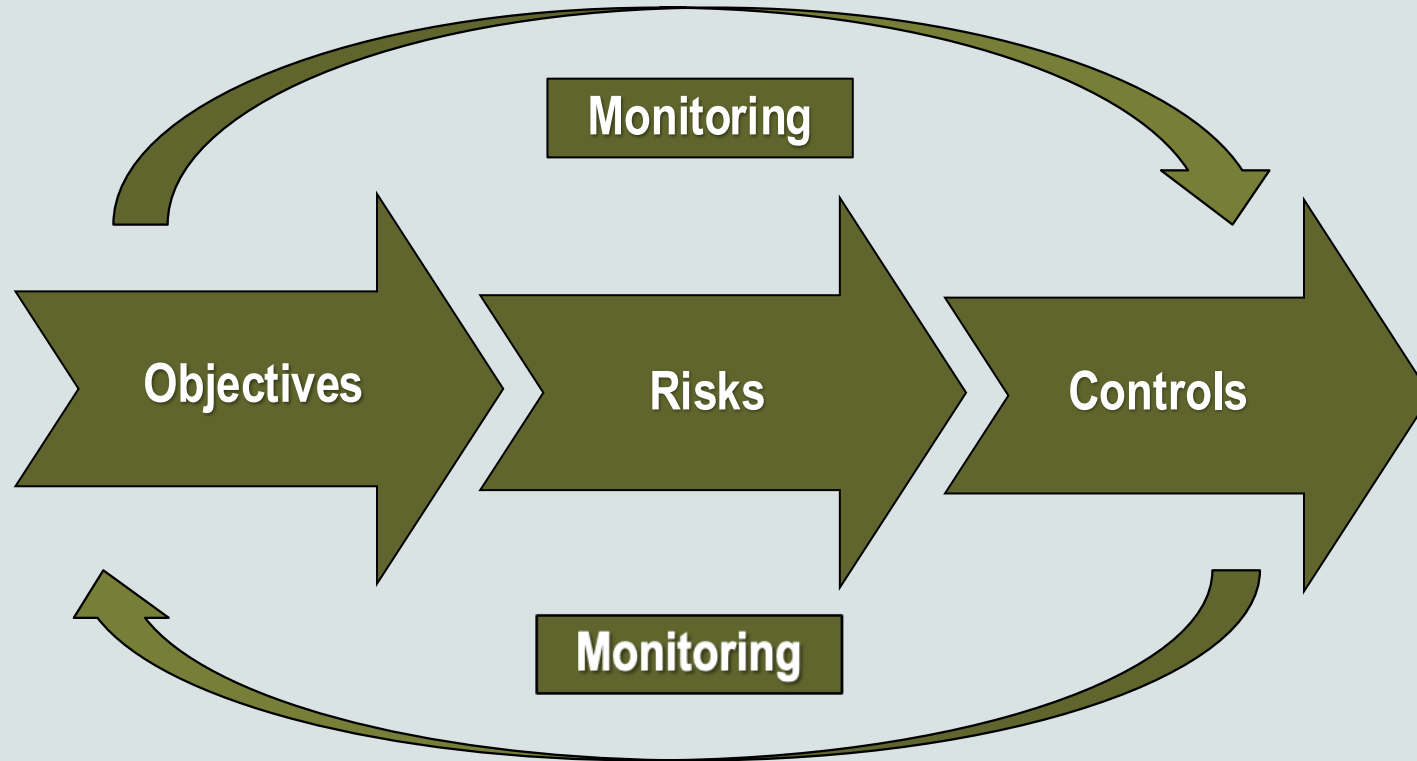 Monitoring
Objectives
Risks
Controls
Monitoring